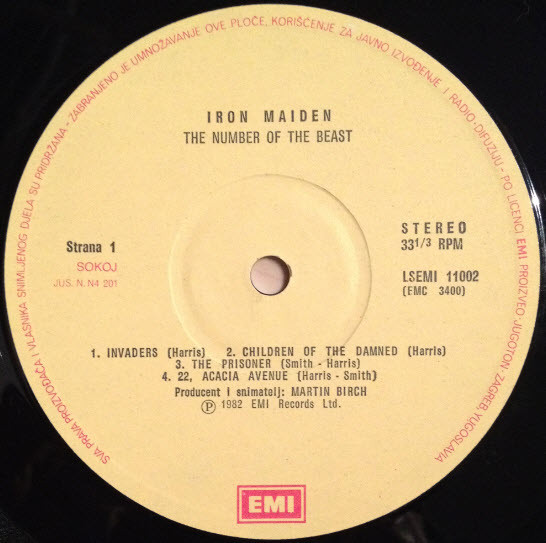 SVA PRAVA PROIZVOĐAČA I VLASNIKA SNIMLJENOG DJELA SU PRIDRŽANA - ZABRANJENO JE UMNOŽAVANJE OVE PLOČE, KORIŠĆENJE ZA JAVNO IZVOĐENJE I RADIO-DIFUZIJU - PO LICENCI EMI PROIZVEO-JUGOTON-ZAGREB, YUGOSLAVIA
IRON MAIDEN
THE NUMBER OF THE BEAST
Strana 1
SOKOJ
JUS. N. N4 201
STEREO
33 1/3 RPM
LSEMI 11002
(EMC 3400)
1. INVADERS (Harris) 2. CHILDREN OF THE DAMNED (Harris)
3. THE PRISONER (Smith - Harris)
4. 22, ACACIA AVENUE (Harris - Smith)
Producent i snimatelj: MARTIN BIRCH
Ⓟ 1982 EMI Records Ltd.
EMI